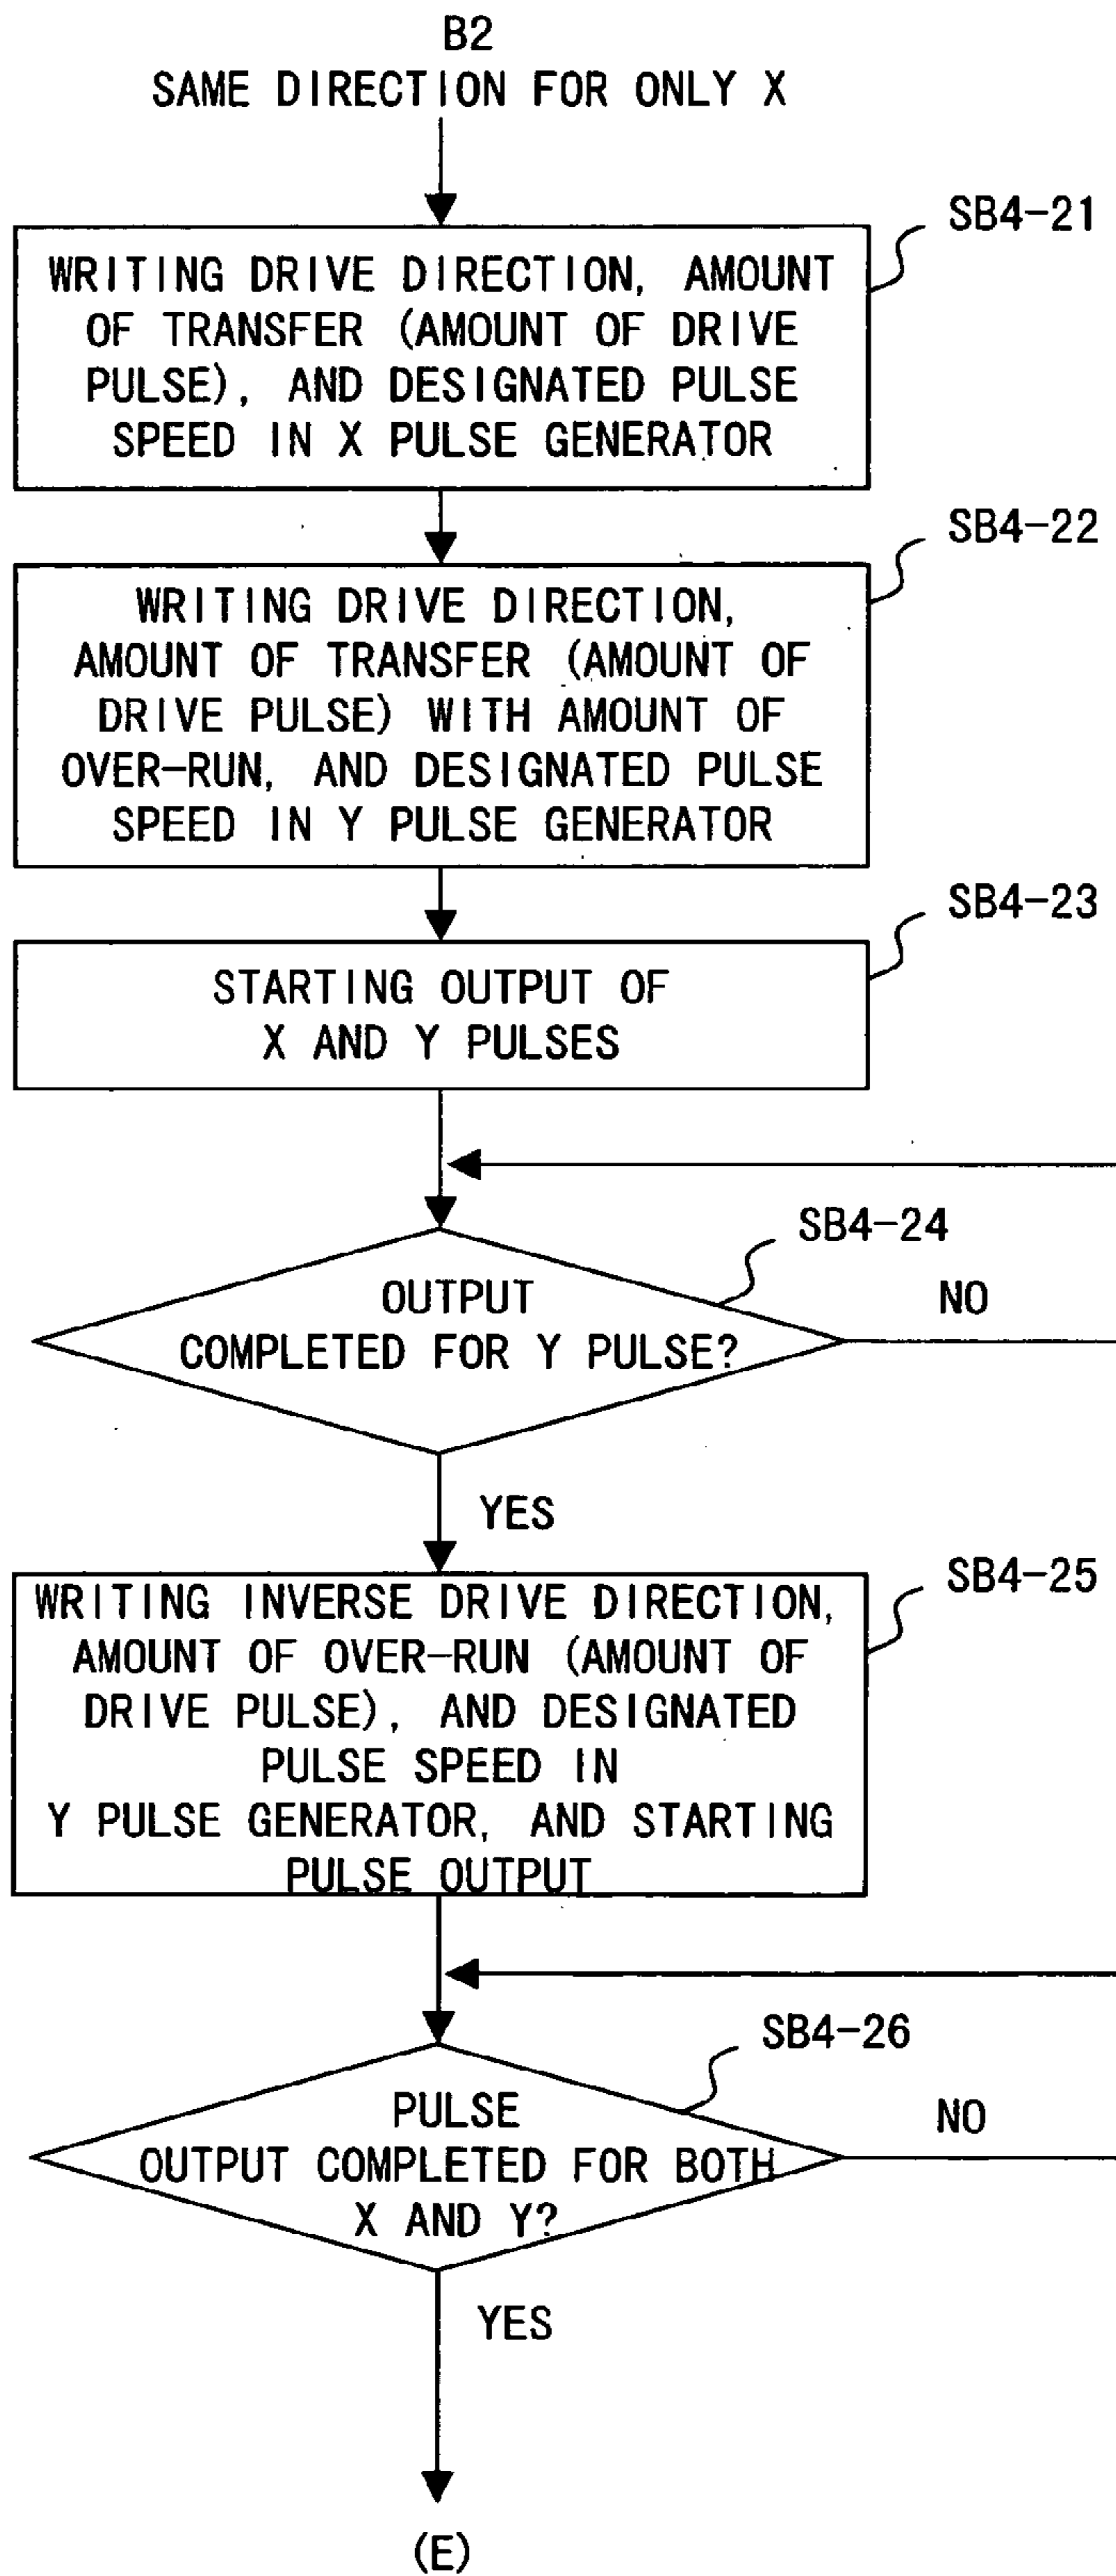 B2
SAME DIRECTION FOR ONLY X
SB4-21
WRITING DRIVE DIRECTION, AMOUNT
OF TRANSFER (AMOUNT OF DRIVE
PULSE), AND DESIGNATED PULSE
SPEED IN X PULSE GENERATOR
SB4-22
WRITING DRIVE DIRECTION,
AMOUNT OF TRANSFER (AMOUNT OF
DRIVE PULSE) WITH AMOUNT OF
OVER-RUN, AND DESIGNATED PULSE
SPEED IN Y PULSE GENERATOR
SB4-23
STARTING OUTPUT OF
X AND Y PULSES
SB4-24
OUTPUT
COMPLETED FOR Y PULSE?
NO
YES
SB4-25
WRITING INVERSE DRIVE DIRECTION,
AMOUNT OF OVER-RUN (AMOUNT OF
DRIVE PULSE), AND DESIGNATED
PULSE SPEED IN
Y PULSE GENERATOR, AND STARTING
PULSE OUTPUT
SB4-26
PULSE
OUTPUT COMPLETED FOR BOTH
X AND Y?
NO
YES
(E)